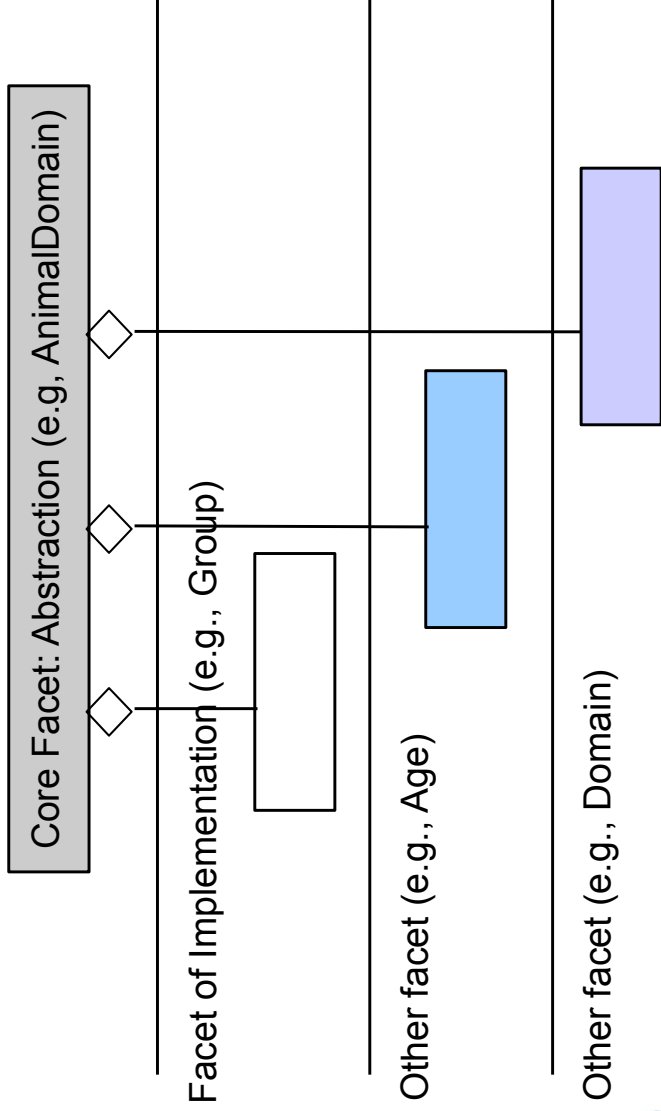 Core Facet: Abstraction (e.g, AnimalDomain)
Facet of Implementation (e.g., Group)
Other facet (e.g., Age)
Other facet (e.g., Domain)